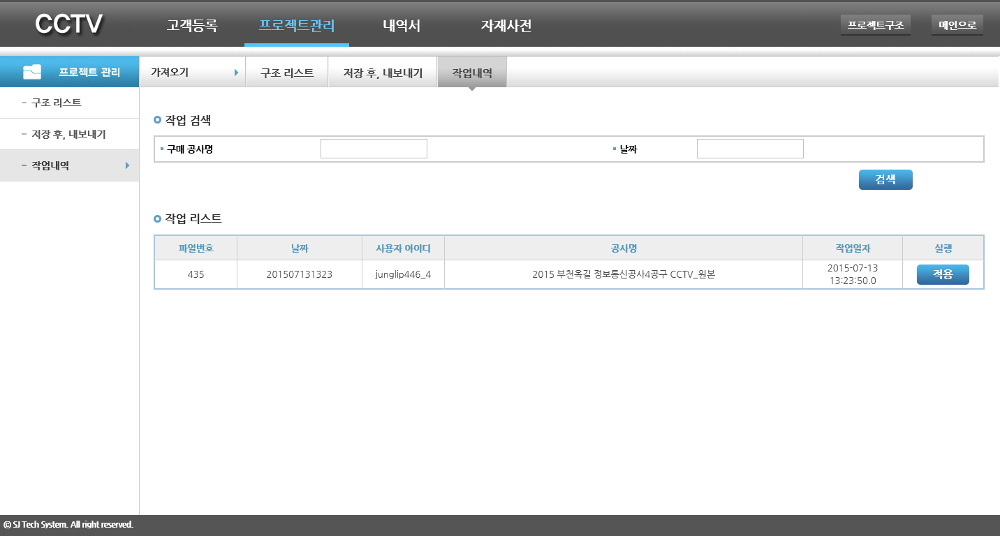 CCTV
고객등록
프로젝트관리
내역서
자재사전
프로젝트구조
메인으로
프로젝트 관리
가져오기
구조 리스트
저장 후, 내보내기
작업내역
구조 리스트
저장 후, 내보내기
작업내역
작업 검색
구매 공사명
날짜
검색
작업 리스트
파일번호 날짜 사용자 아이디 공사명 작업일자 실행
435 201507131323 junglip446_4 2015 부천옥길 정보통신공사4공구 CCTV_원본 2015-07-13
13:23:50.0
적용
© SJ Tech System. All right reserved.